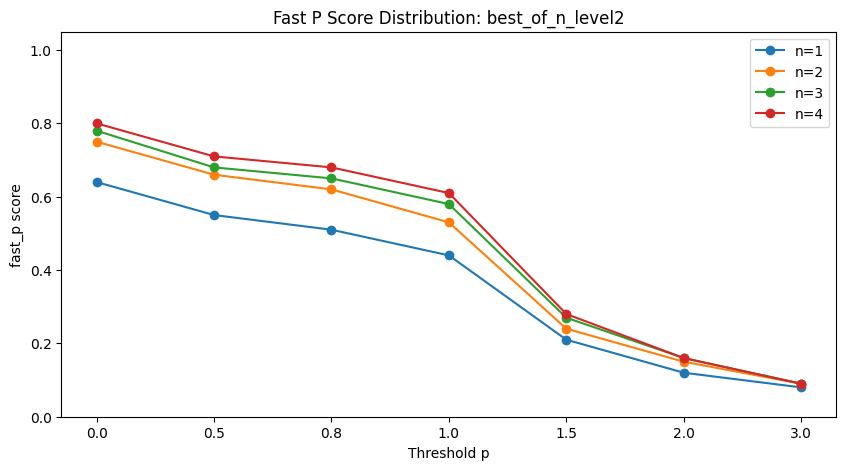 Fast P Score Distribution: best_of_n_level2
n=1
n=2
n=3
n=4
fast_p score
1.0
0.8
0.6
0.4
0.2
0.0
0.0 0.5 0.8 1.0 1.5 2.0 3.0
Threshold p